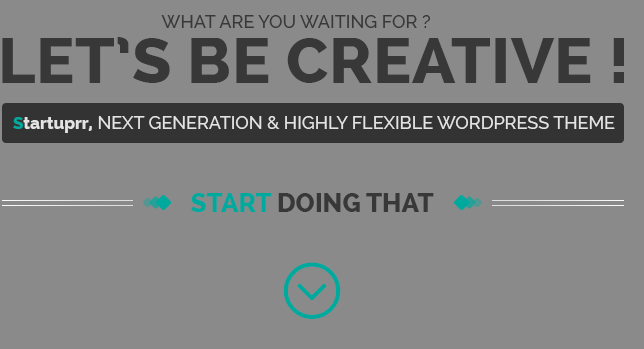 WHAT ARE YOU WAITING FOR ?
LET'S BE CREATIVE !
Startuprr, NEXT GENERATION & HIGHLY FLEXIBLE WORDPRESS THEME
START DOING THAT